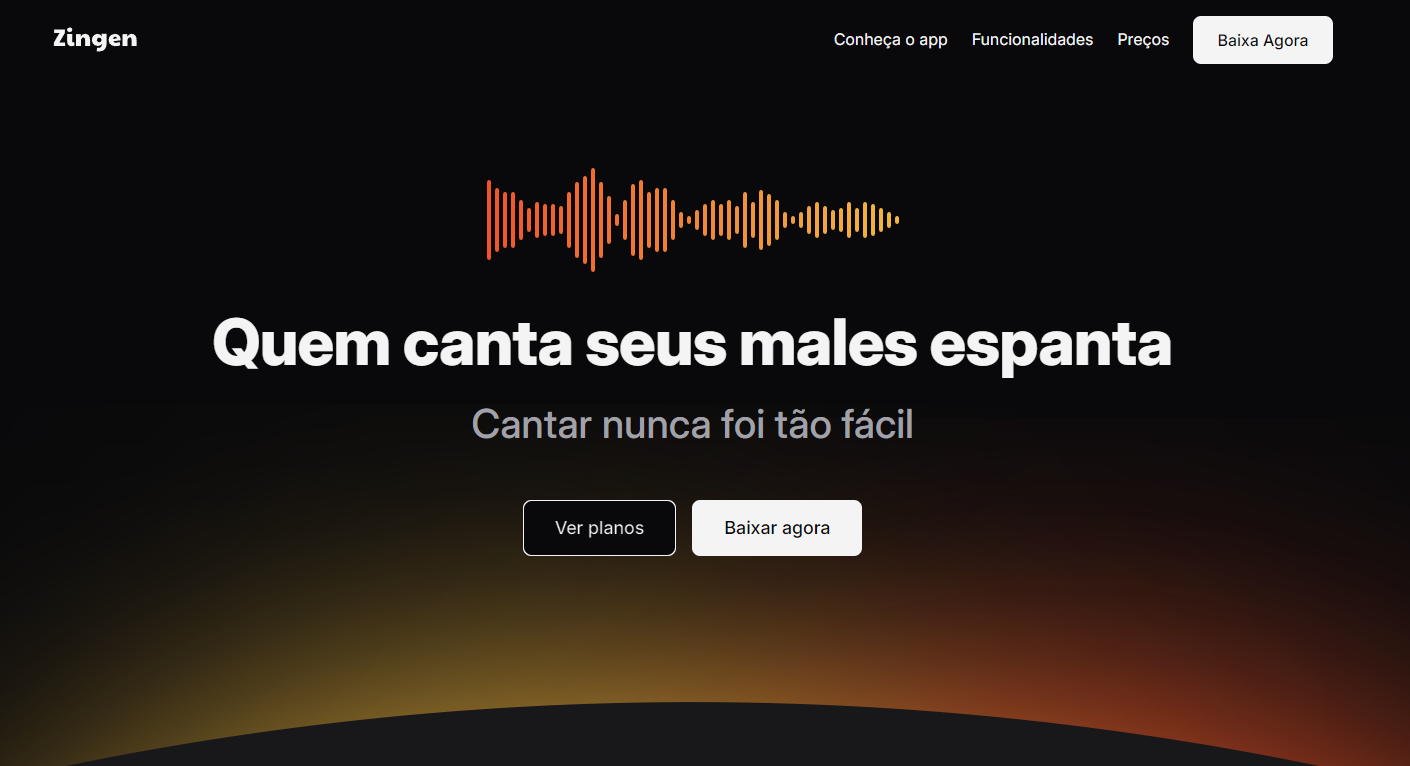 Zingen
Conheça o app Funcionalidades Preços Baixa Agora
Quem canta seus males espanta
Cantar nunca foi tão fácil
Ver planos Baixar agora